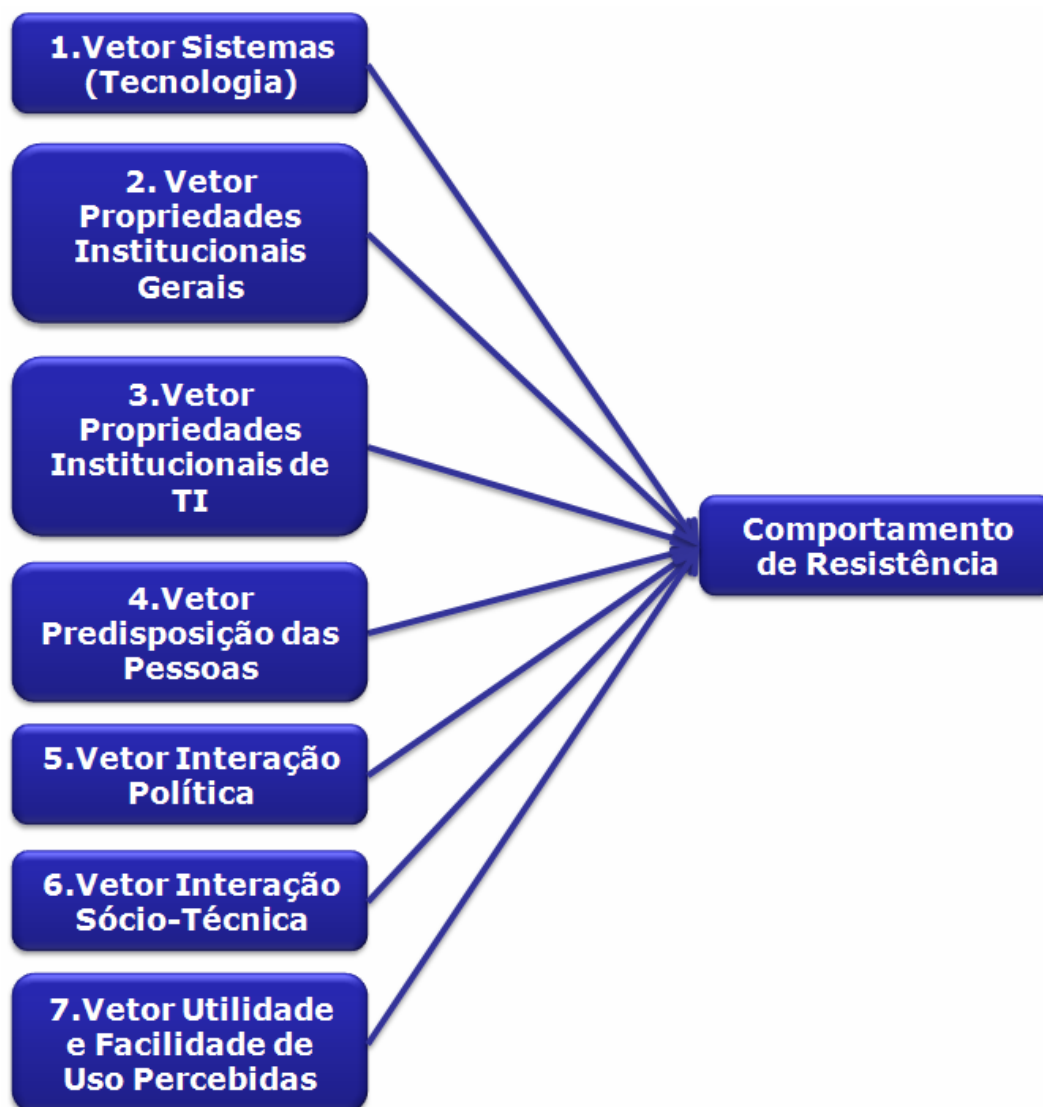 1.Vetor Sistemas
(Tecnologia)
2. Vetor
Propriedades
Institucionais
Gerais
3.Vetor
Propriedades
Institucionais de
TI
4.Vetor
Predisposição das
Pessoas
5.Vetor Interação
Política
6.Vetor Interação
Sócio-Técnica
7.Vetor Utilidade
e Facilidade de
Uso Percebidas
Comportamento
de Resistência